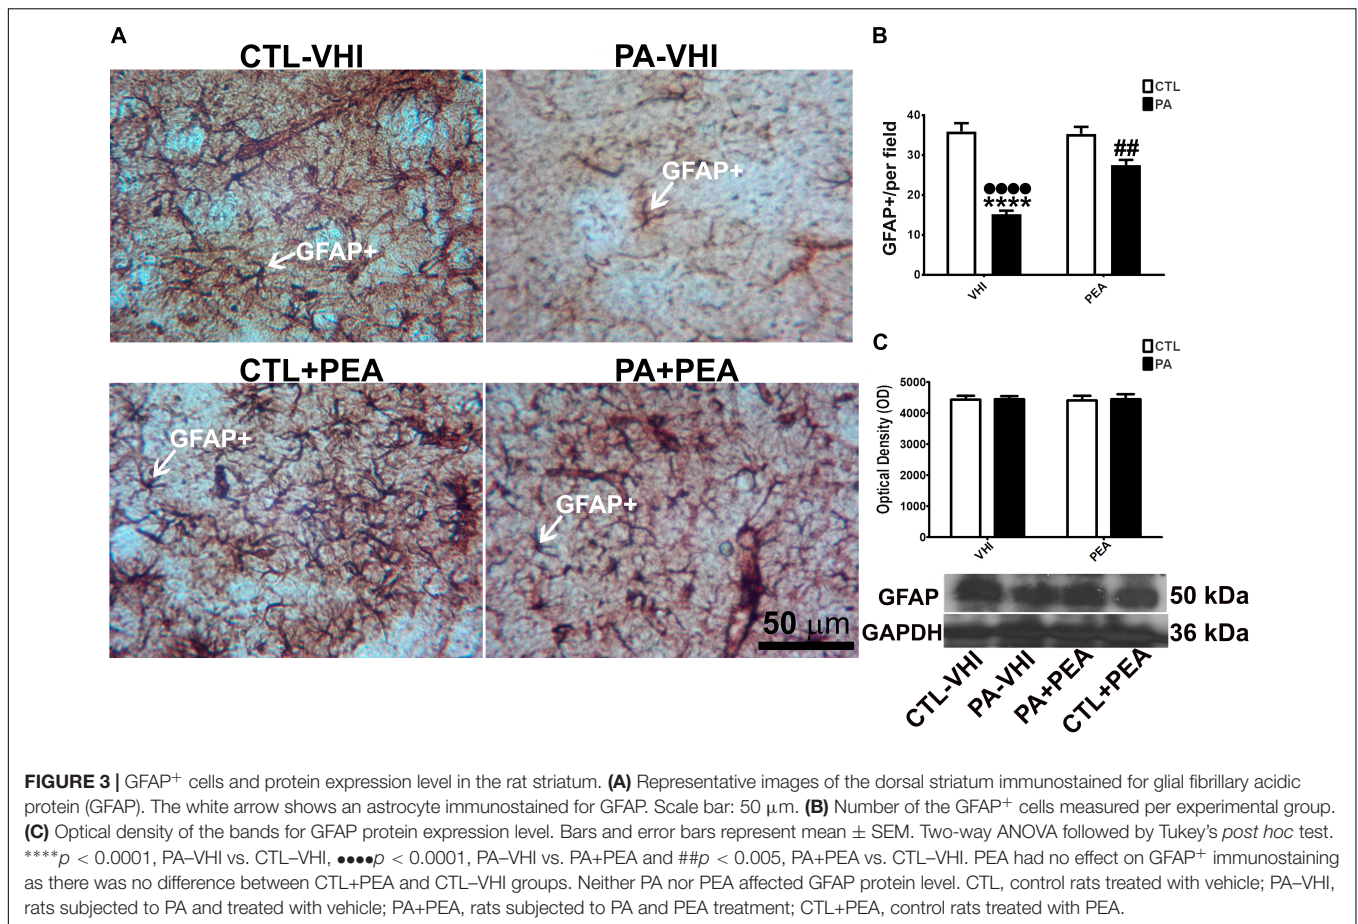 A
CTL-VHI
PA-VHI
GFAP+
GFAP+
CTL+PEA
PA+PEA
GFAP+
GFAP+
50 μm
B
CTL
PA
GFAP+/per field
40
30
20
10
0
●●●●
****
##
VHI
PEA
C
CTL
PA
Optical Density (OD)
5000
4000
3000
2000
1000
0
VHI
PEA
GFAP
50 kDa
GAPDH
36 kDa
CTL-VHI
PA-VHI
PA+PEA
CTL+PEA
FIGURE 3 | GFAP+ cells and protein expression level in the rat striatum. (A) Representative images of the dorsal striatum immunostained for glial fibrillary acidic
protein (GFAP). The white arrow shows an astrocyte immunostained for GFAP. Scale bar: 50 μm. (B) Number of the GFAP+ cells measured per experimental group.
(C) Optical density of the bands for GFAP protein expression level. Bars and error bars represent mean ± SEM. Two-way ANOVA followed by Tukey's post hoc test.
****p < 0.0001, PA–VHI vs. CTL–VHI, ●●●●p < 0.0001, PA–VHI vs. PA+PEA and ##p < 0.005, PA+PEA vs. CTL–VHI. PEA had no effect on GFAP+ immunostaining
as there was no difference between CTL+PEA and CTL–VHI groups. Neither PA nor PEA affected GFAP protein level. CTL, control rats treated with vehicle; PA–VHI,
rats subjected to PA and treated with vehicle; PA+PEA, rats subjected to PA and PEA treatment; CTL+PEA, control rats treated with PEA.